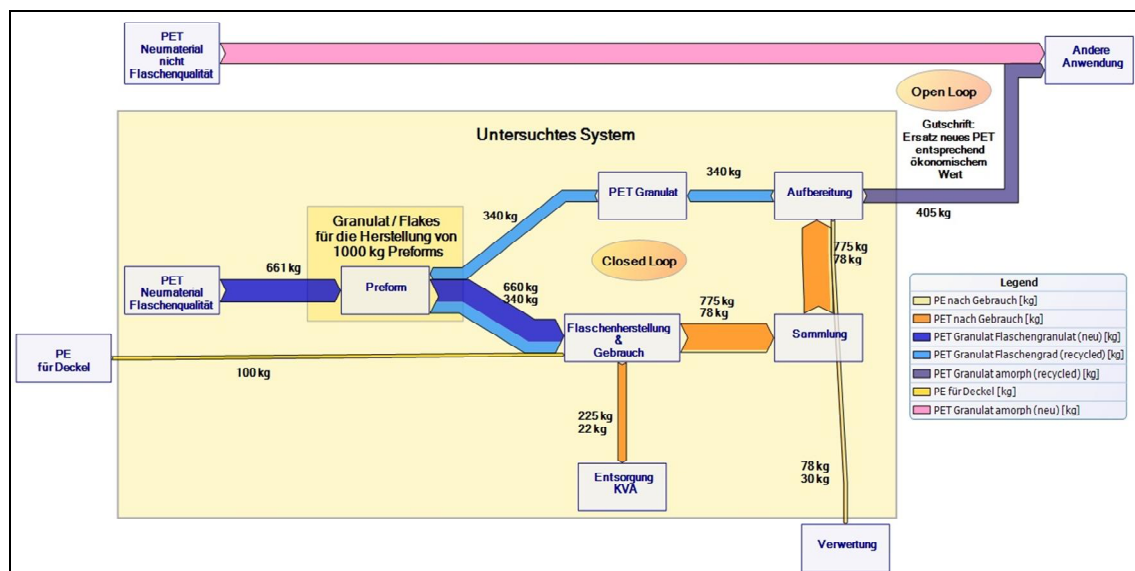 PET
Neumaterial
nicht
Flaschenqualität
Andere
Anwendung
Open Loop
Gutschrift:
Ersatz neues PET
entsprechend
ökonomischem
Wert
Untersuchtes System
340 kg
PET Granulat
Aufbereitung
405 kg
340 kg
Granulat / Flakes
für die Herstellung von
1000 kg Preforms
Closed Loop
775 kg
78 kg
661 kg
PET
Neumaterial
Flaschenqualität
Preform
660 kg
340 kg
Flaschenherstellung
&
Gebrauch
775 kg
78 kg
Sammlung
PE
für Deckel
100 kg
225 kg
22 kg
Entsorgung
KVA
78 kg
30 kg
Verwertung
Legend
PE nach Gebrauch [kg]
PET nach Gebrauch [kg]
PET Granulat Flaschengranulat (neu) [kg]
PET Granulat Flaschengrad (recycled) [kg]
PET Granulat amorph (recycled) [kg]
PE für Deckel [kg]
PET Granulat amorph (neu) [kg]